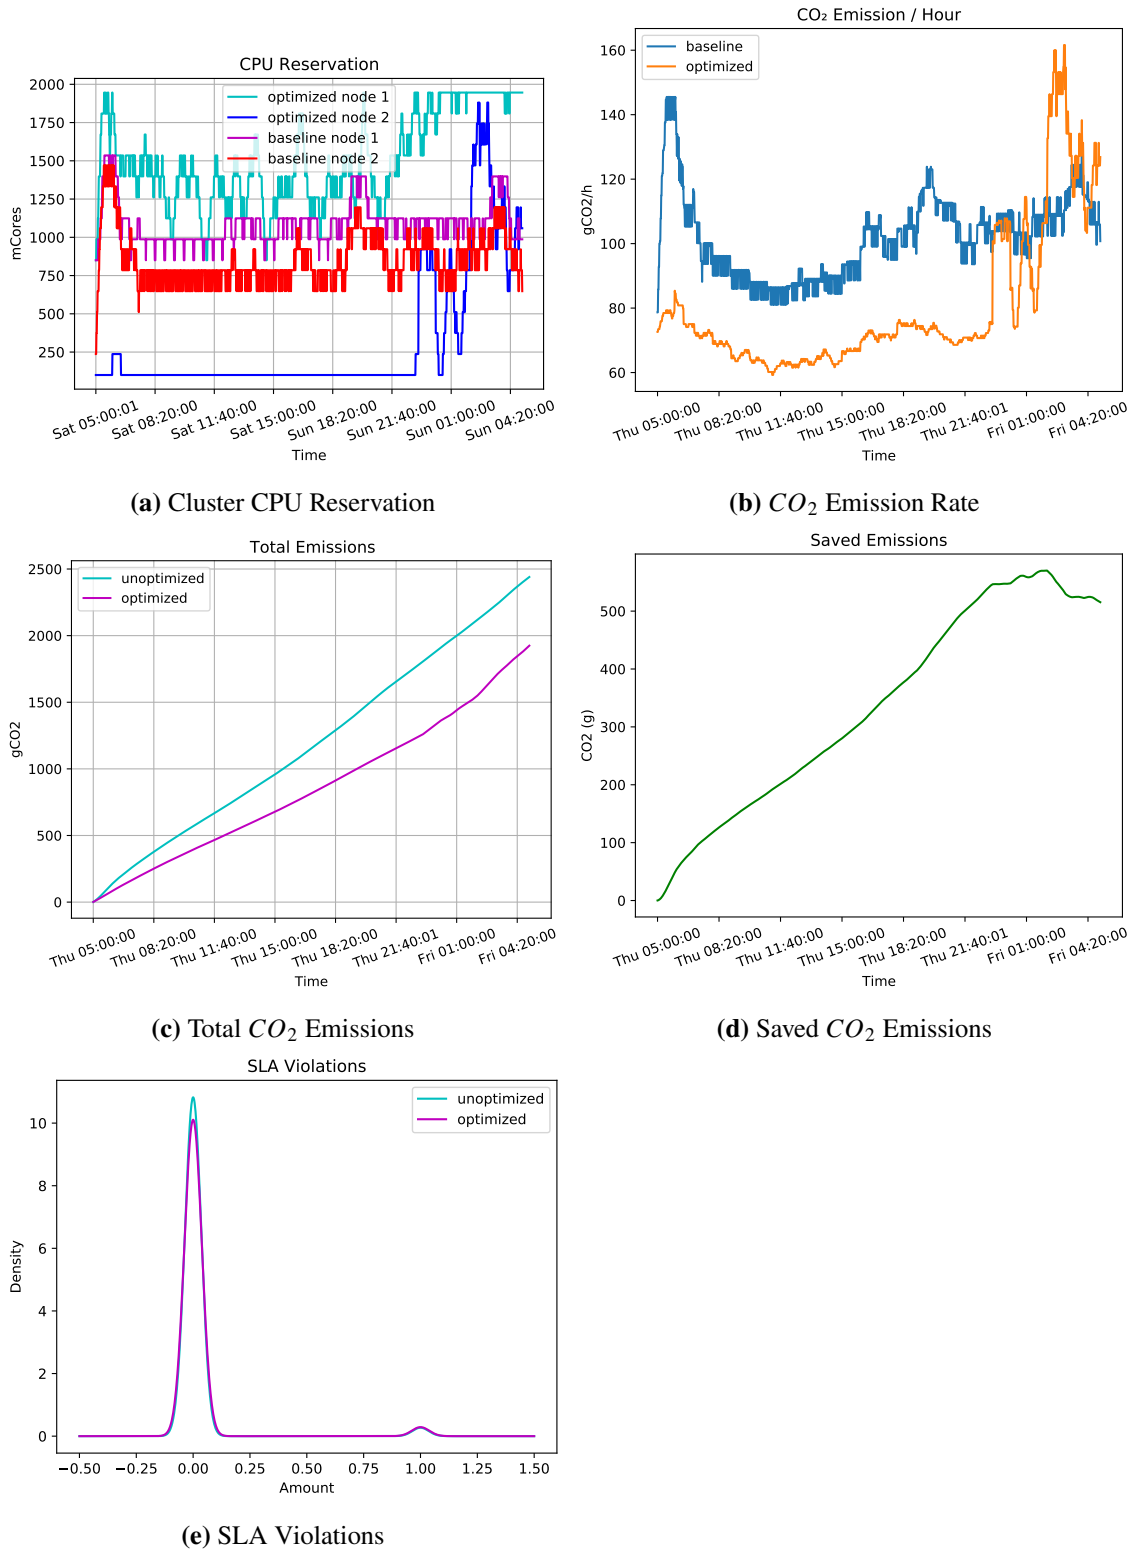 CPU Reservation
2000
1750
1500
1250
1000
750
500
250
mCores
optimized node 1
optimized node 2
baseline node 1
baseline node 2
Sat 05:00:01
Sat 08:20:00
Sat 11:40:00
Sat 15:00:00
Sun 18:20:00
Sun 21:40:00
Sun 01:00:00
Sun 04:20:00
Time
(a) Cluster CPU Reservation
CO₂ Emission / Hour
160
140
120
100
80
60
gCO2/h
baseline
optimized
Thu 05:00:00
Thu 08:20:00
Thu 11:40:00
Thu 15:00:00
Thu 18:20:00
Thu 21:40:01
Fri 01:00:00
Fri 04:20:00
Time
(b) CO₂ Emission Rate
Total Emissions
2500
2000
1500
1000
500
0
gCO2
unoptimized
optimized
Thu 05:00:00
Thu 08:20:00
Thu 11:40:00
Thu 15:00:00
Thu 18:20:00
Thu 21:40:01
Fri 01:00:00
Fri 04:20:00
Time
(c) Total CO₂ Emissions
Saved Emissions
500
400
300
200
100
0
CO2 (g)
Thu 05:00:00
Thu 08:20:00
Thu 11:40:00
Thu 15:00:00
Thu 18:20:00
Thu 21:40:01
Fri 01:00:00
Fri 04:20:00
Time
(d) Saved CO₂ Emissions
SLA Violations
10
8
6
4
2
0
Density
unoptimized
optimized
−0.50
−0.25
0.00
0.25
0.50
0.75
1.00
1.25
1.50
Amount
(e) SLA Violations